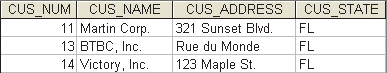 CUS_NUM CUS_NAME CUS_ADDRESS CUS_STATE
11 Martin Corp. 321 Sunset Blvd. FL
13 BTBC, Inc. Rue du Monde FL
14 Victory, Inc. 123 Maple St. FL